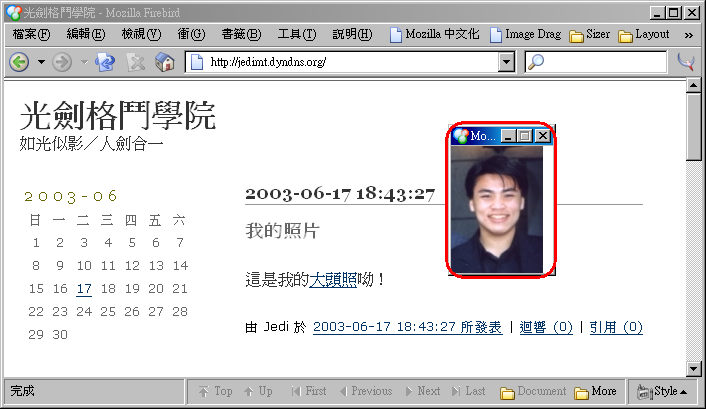 光劍格鬥學院 - Mozilla Firebird
檔案(F) 編輯(E) 檢視(V) 衝(G) 書籤(B) 工具(T) 說明(H) Mozilla 中文化 Image Drag Sizer Layout »
http://jedimt.dyndns.org/
光劍格鬥學院
如光似影／人劍合一
Mo...
2003-06
2003-06-17 18:43:27
日 一 二 三 四 五 六
1 2 3 4 5 6 7
8 9 10 11 12 13 14
15 16 17 18 19 20 21
22 23 24 25 26 27 28
29 30
我的照片
這是我的大頭照呦！
由 Jedi 於 2003-06-17 18:43:27 所發表 | 迴響 (0) | 引用 (0)
完成 Top Up First Previous Next Last Document More Style